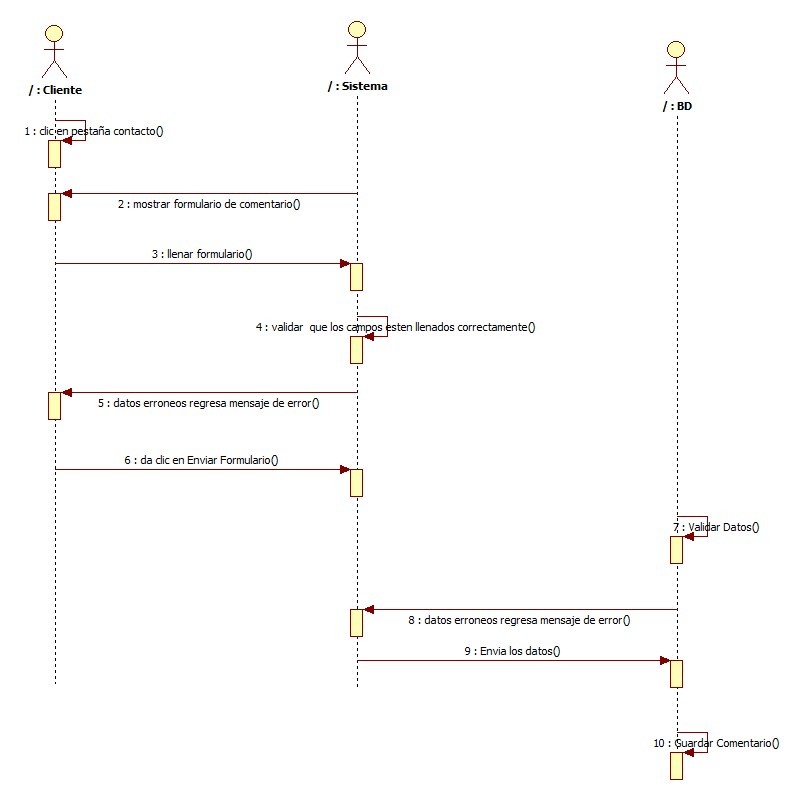 / : Cliente
/ : Sistema
/ : BD
1 : clic en pestaña contacto()
2 : mostrar formulario de comentario()
3 : llenar formulario()
4 : validar  que los campos esten llenados correctamente()
5 : datos erroneos regresa mensaje de error()
6 : da clic en Enviar Formulario()
7 : Validar Datos()
8 : datos erroneos regresa mensaje de error()
9 : Envia los datos()
10 : Guardar Comentario()